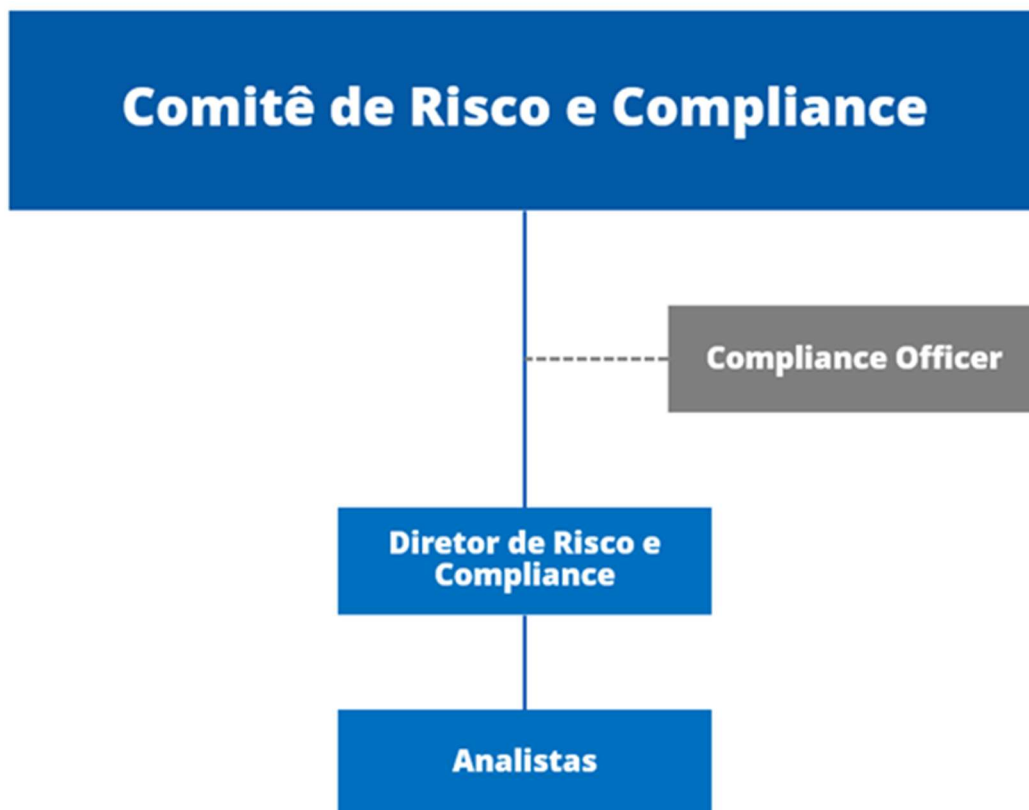 Comitê de Risco e Compliance
Compliance Officer
Diretor de Risco e
Compliance
Analistas